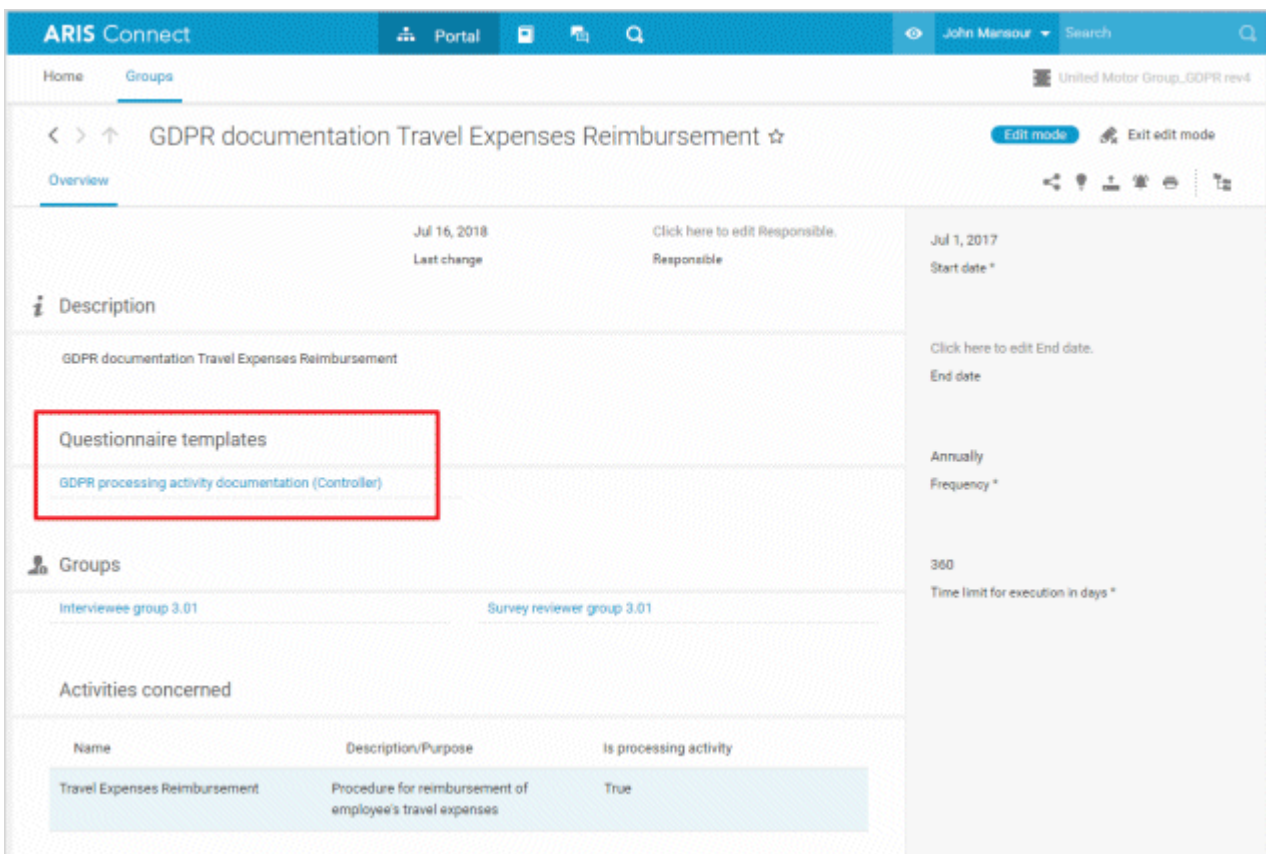 ARIS Connect Portal John Mansour Search
Home Groups United Motor Group_GDPR rev4
GDPR documentation Travel Expenses Reimbursement Edit mode Exit edit mode
Overview
Jul 16, 2018 Click here to edit Responsible.
Last change Responsible
Jul 1, 2017
Start date *
Description
GDPR documentation Travel Expenses Reimbursement
Click here to edit End date.
End date
Questionnaire templates
GDPR processing activity documentation (Controller)
Annually
Frequency *
Groups
Interviewee group 3.01 Survey reviewer group 3.01
360
Time limit for execution in days *
Activities concerned
Name Description/Purpose Is processing activity
Travel Expenses Reimbursement Procedure for reimbursement of True
employee's travel expenses